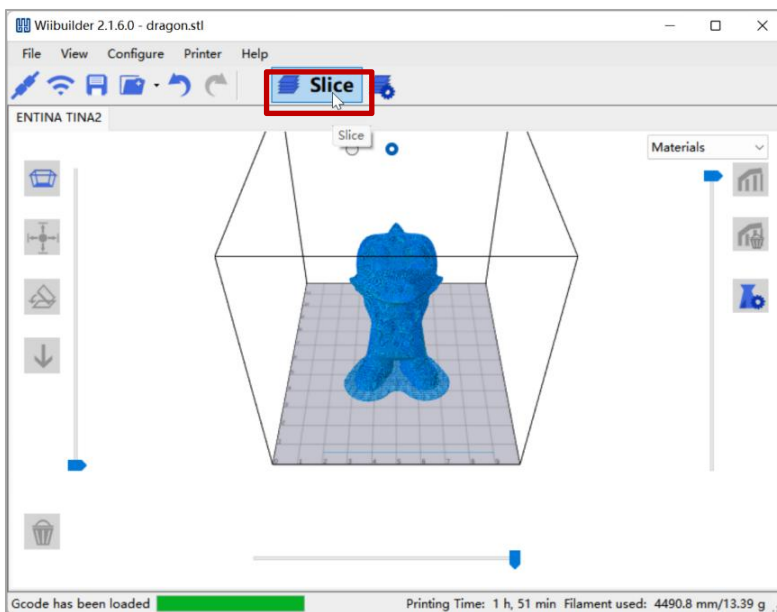 Wiibuilder 2.1.6.0 - dragon.stl
File View Configure Printer Help
Slice
ENTINA TINA2
Slice
Materials
Gcode has been loaded
Printing Time: 1 h, 51 min Filament used: 4490.8 mm/13.39 g